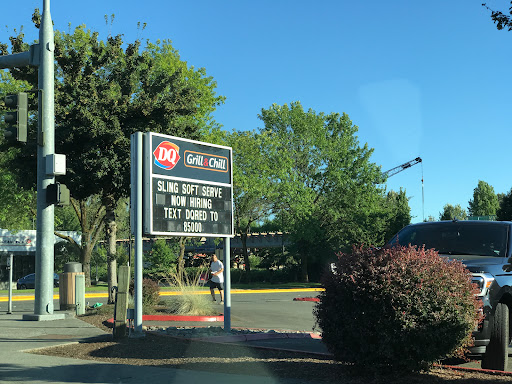 DQ Grill & Chill
SLING SOFT SERVE
NOW HIRING
TEXT DQRED TO
85000